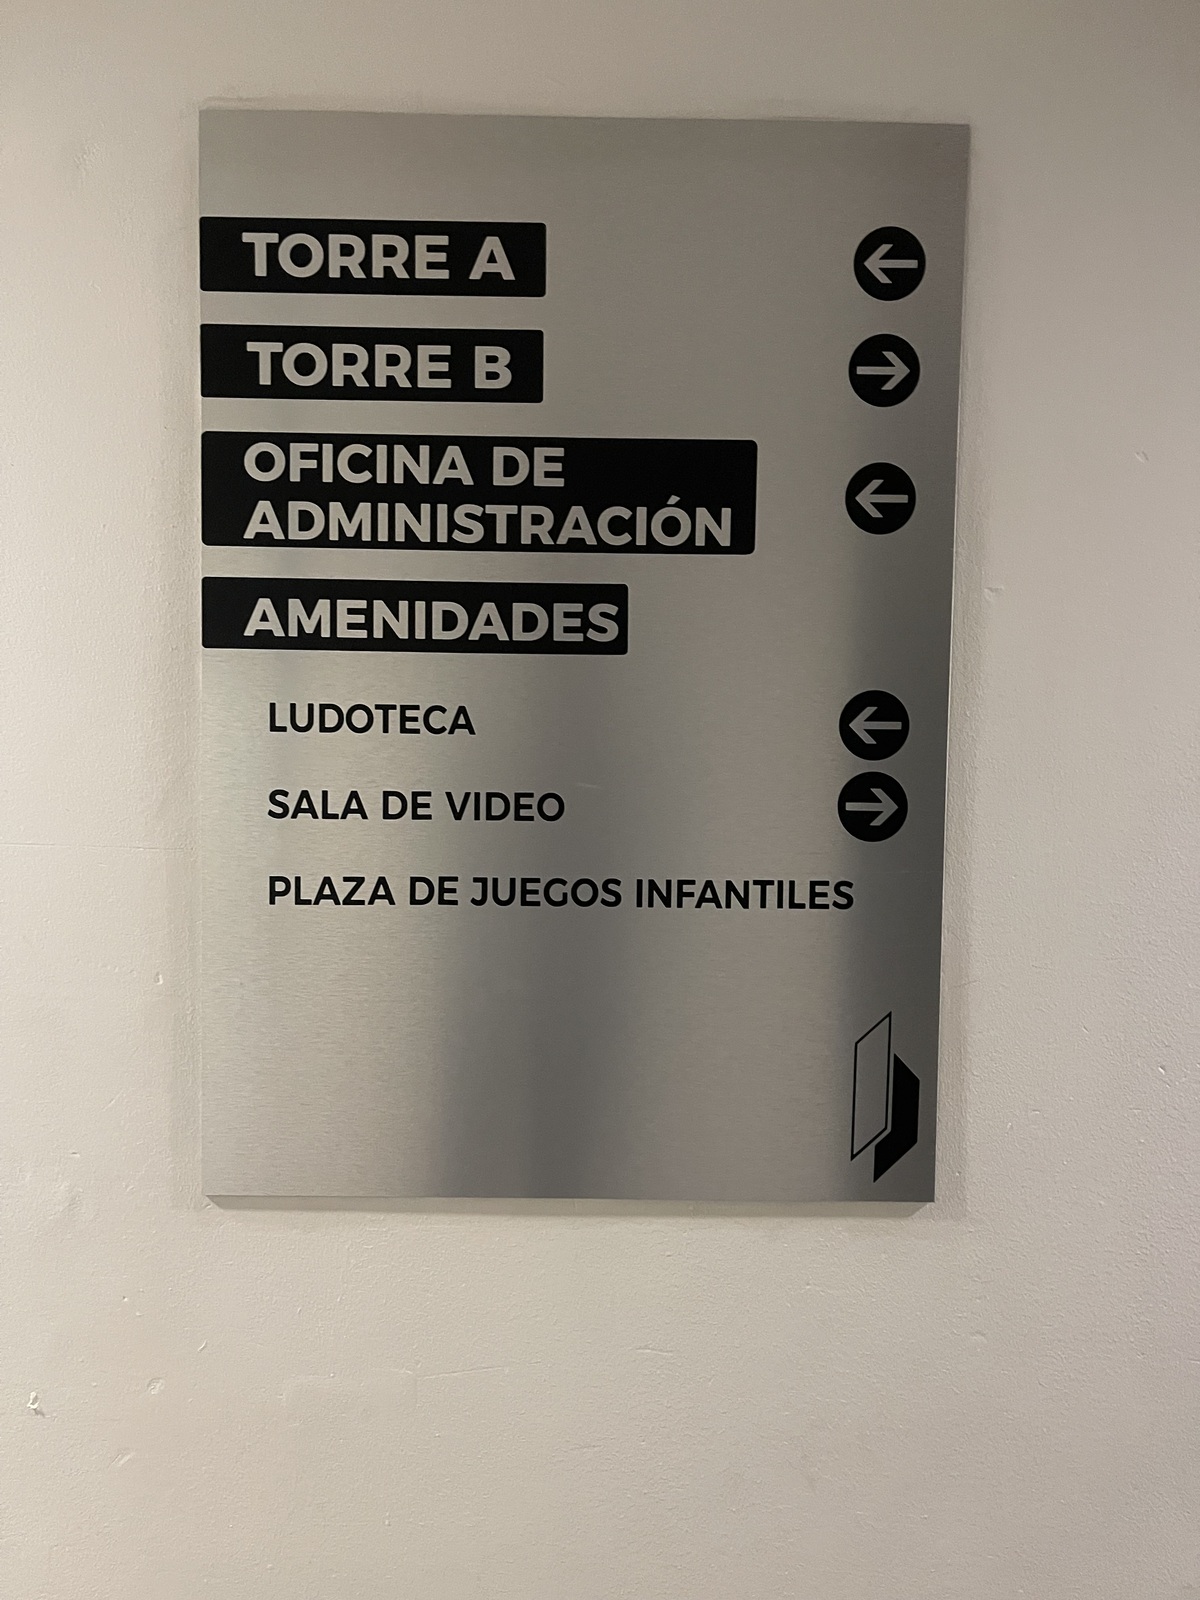 TORRE A
TORRE B
OFICINA DE
ADMINISTRACIÓN
AMENIDADES
LUDOTECA
SALA DE VIDEO
PLAZA DE JUEGOS INFANTILES